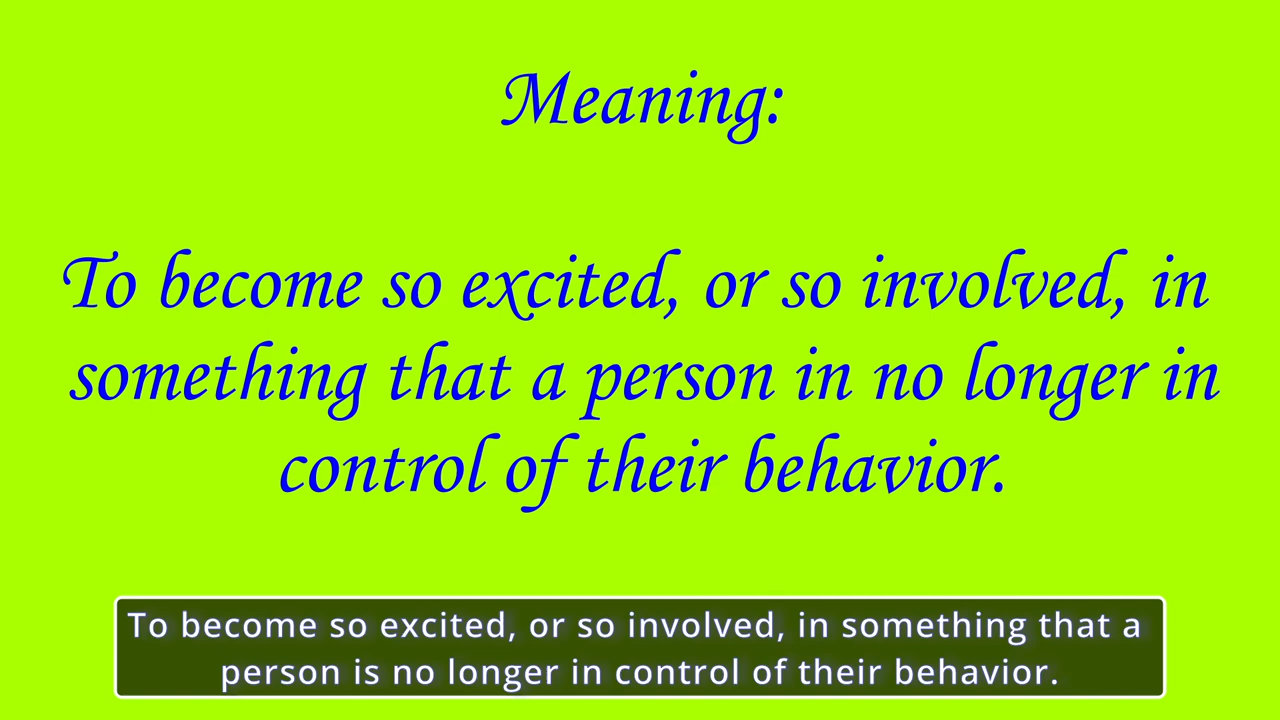 Meaning:
To become so excited, or so involved, in
something that a person in no longer in
control of their behavior.
To become so excited, or so involved, in something that a
person is no longer in control of their behavior.